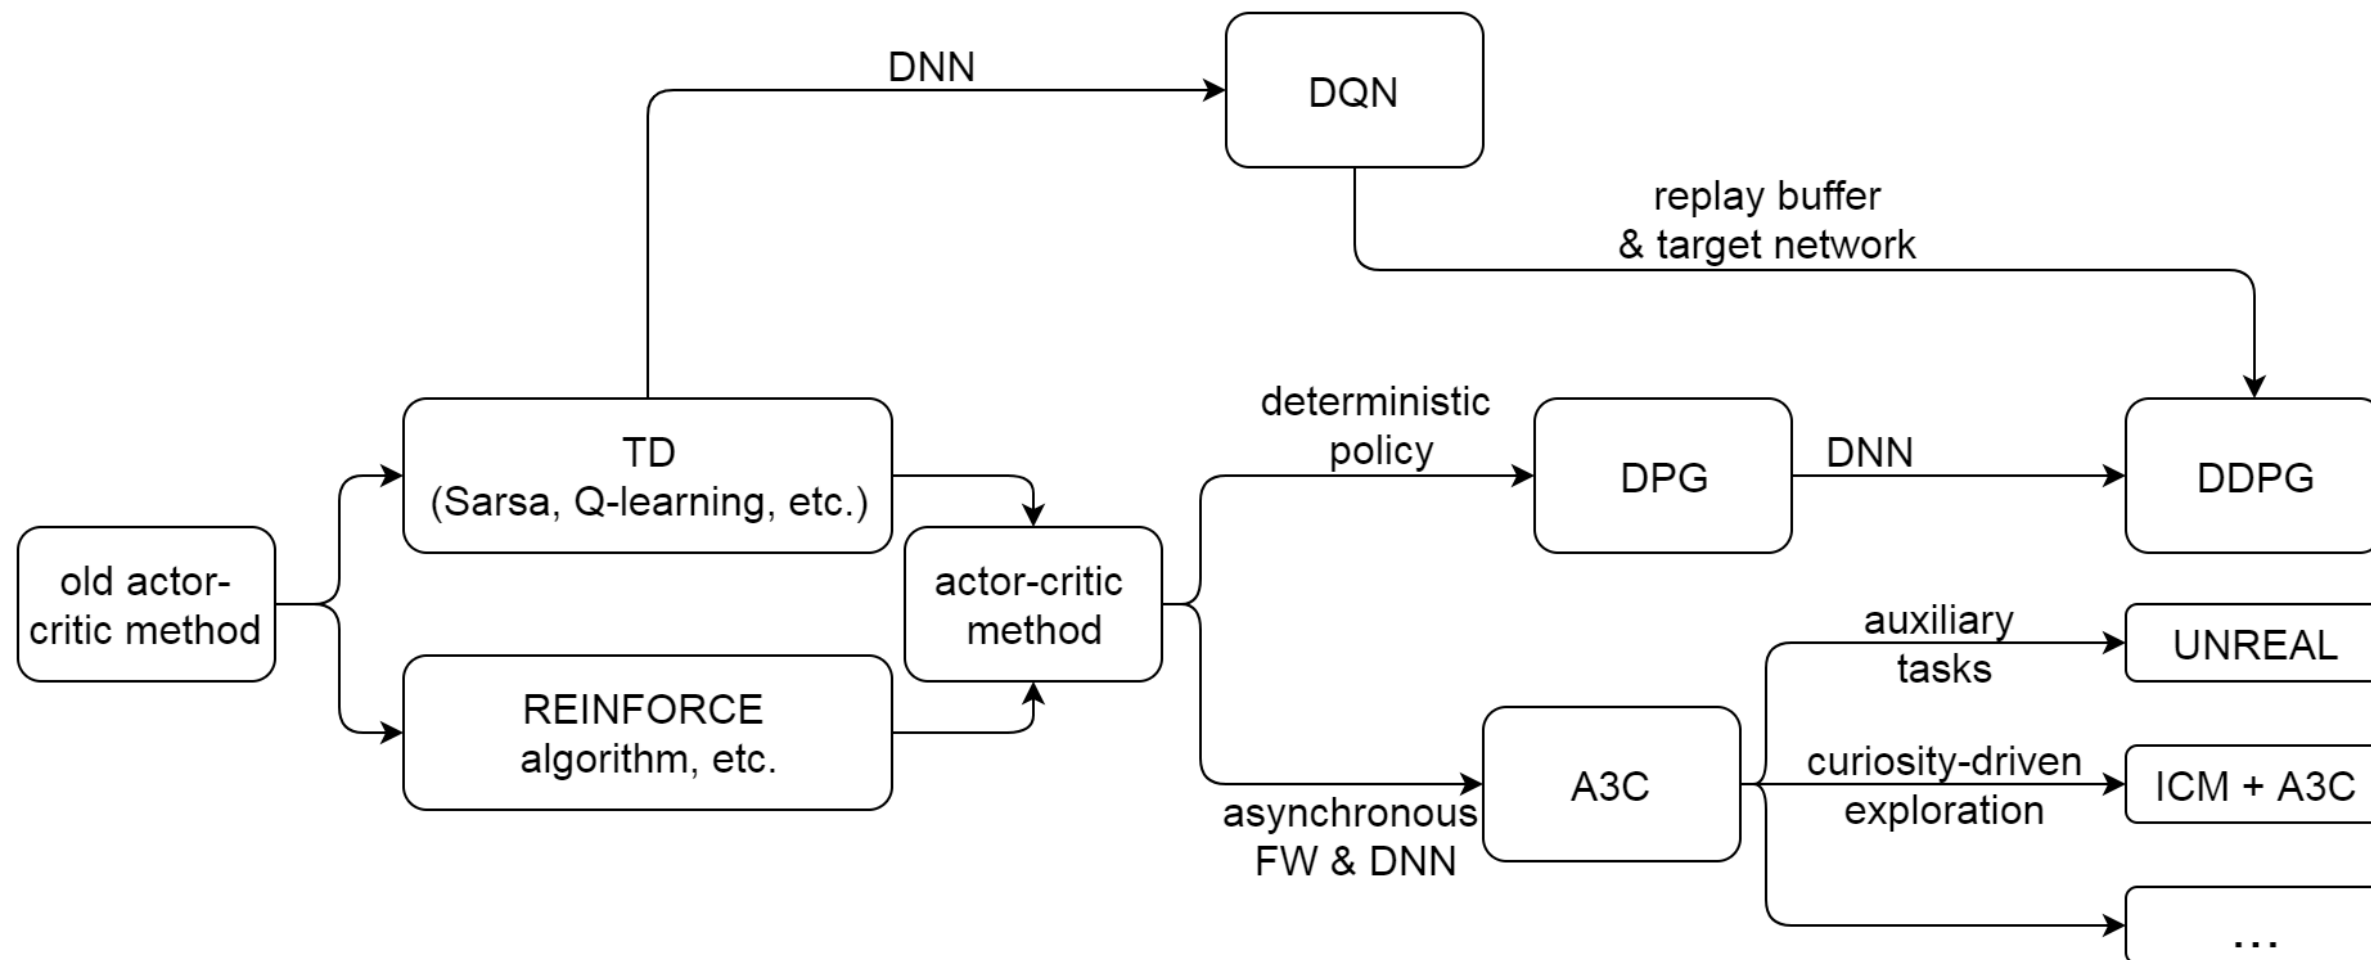 DNN
DQN
replay buffer
& target network
deterministic
policy
TD
(Sarsa, Q-learning, etc.)
DPG
DNN
DDPG
old actor-
critic method
actor-critic
method
auxiliary
tasks
UNREAL
REINFORCE
algorithm, etc.
A3C
curiosity-driven
exploration
ICM + A3C
asynchronous
FW & DNN
...